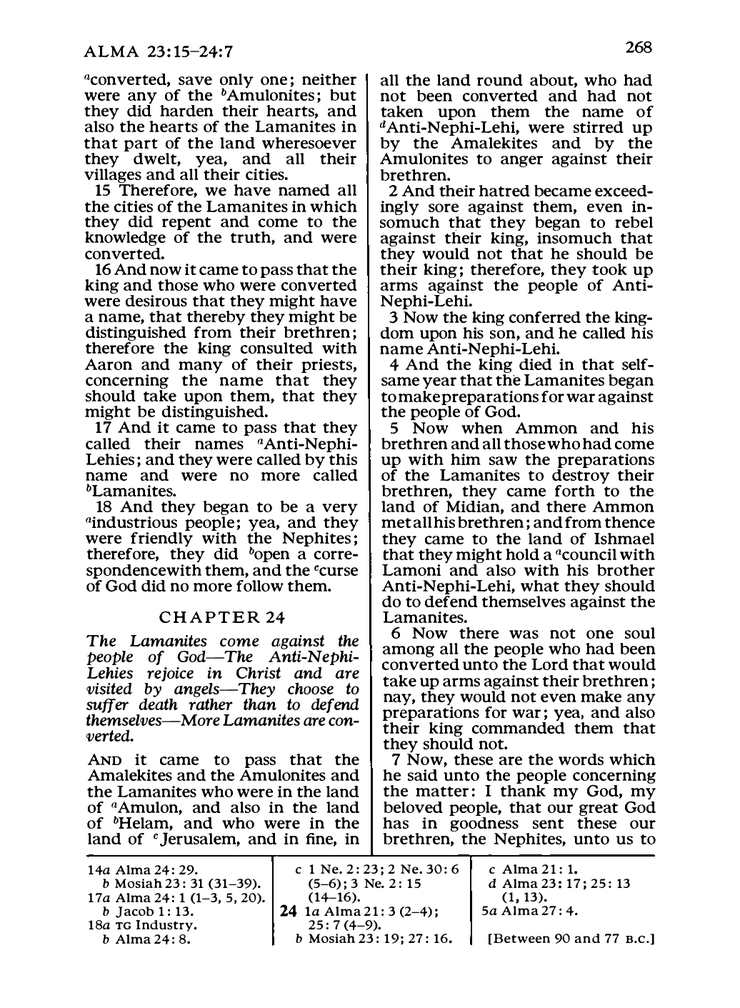 ALMA 23:15–24:7
268
aconverted, save only one; neither
were any of the bAmulonites; but
they did harden their hearts, and
also the hearts of the Lamanites in
that part of the land wheresoever
they dwelt, yea, and all their
villages and all their cities.
15 Therefore, we have named all
the cities of the Lamanites in which
they did repent and come to the
knowledge of the truth, and were
converted.
16 And now it came to pass that the
king and those who were converted
were desirous that they might have
a name, that thereby they might be
distinguished from their brethren;
therefore the king consulted with
Aaron and many of their priests,
concerning the name that they
should take upon them, that they
might be distinguished.
17 And it came to pass that they
called their names aAnti-Nephi-
Lehies; and they were called by this
name and were no more called
bLamanites.
18 And they began to be a very
aindustrious people; yea, and they
were friendly with the Nephites;
therefore, they did bopen a corre-
spondencewith them, and the ccurse
of God did no more follow them.
CHAPTER 24
The Lamanites come against the
people of God—The Anti-Nephi-
Lehies rejoice in Christ and are
visited by angels—They choose to
suffer death rather than to defend
themselves—More Lamanites are con-
verted.
AND it came to pass that the
Amalekites and the Amulonites and
the Lamanites who were in the land
of aAmulon, and also in the land
of bHelam, and who were in the
land of cJerusalem, and in fine, in
all the land round about, who had
not been converted and had not
taken upon them the name of
dAnti-Nephi-Lehi, were stirred up
by the Amalekites and by the
Amulonites to anger against their
brethren.
2 And their hatred became exceed-
ingly sore against them, even in-
somuch that they began to rebel
against their king, insomuch that
they would not that he should be
their king; therefore, they took up
arms against the people of Anti-
Nephi-Lehi.
3 Now the king conferred the king-
dom upon his son, and he called his
name Anti-Nephi-Lehi.
4 And the king died in that self-
same year that the Lamanites began
to make preparations for war against
the people of God.
5 Now when Ammon and his
brethren and all those who had come
up with him saw the preparations
of the Lamanites to destroy their
brethren, they came forth to the
land of Midian, and there Ammon
met all his brethren; and from thence
they came to the land of Ishmael
that they might hold a acouncil with
Lamoni and also with his brother
Anti-Nephi-Lehi, what they should
do to defend themselves against the
Lamanites.
6 Now there was not one soul
among all the people who had been
converted unto the Lord that would
take up arms against their brethren;
nay, they would not even make any
preparations for war; yea, and also
their king commanded them that
they should not.
7 Now, these are the words which
he said unto the people concerning
the matter: I thank my God, my
beloved people, that our great God
has in goodness sent these our
brethren, the Nephites, unto us to
14a Alma 24: 29.
b Mosiah 23: 31 (31–39).
17a Alma 24: 1 (1–3, 5, 20).
b Jacob 1: 13.
18a TG Industry.
b Alma 24: 8.
c 1 Ne. 2: 23; 2 Ne. 30: 6
(5–6); 3 Ne. 2: 15
(14–16).
24 1a Alma 21: 3 (2–4);
25: 7 (4–9).
b Mosiah 23: 19; 27: 16.
c Alma 21: 1.
d Alma 23: 17; 25: 13
(1, 13).
5a Alma 27: 4.
[Between 90 and 77 B.C.]